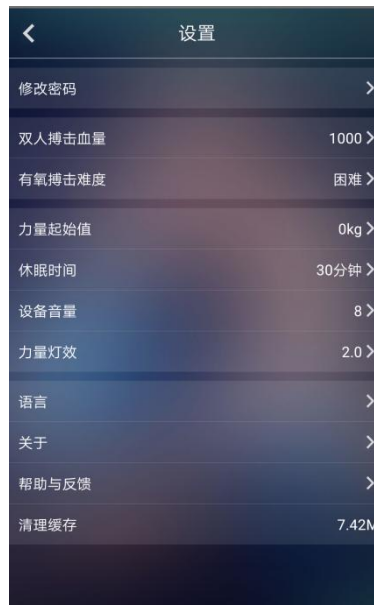 设置
修改密码
双人搏击血量 1000
有氧搏击难度 困难
力量起始值 0kg
休眠时间 30分钟
设备音量 8
力量灯效 2.0
语言
关于
帮助与反馈
清理缓存 7.42M